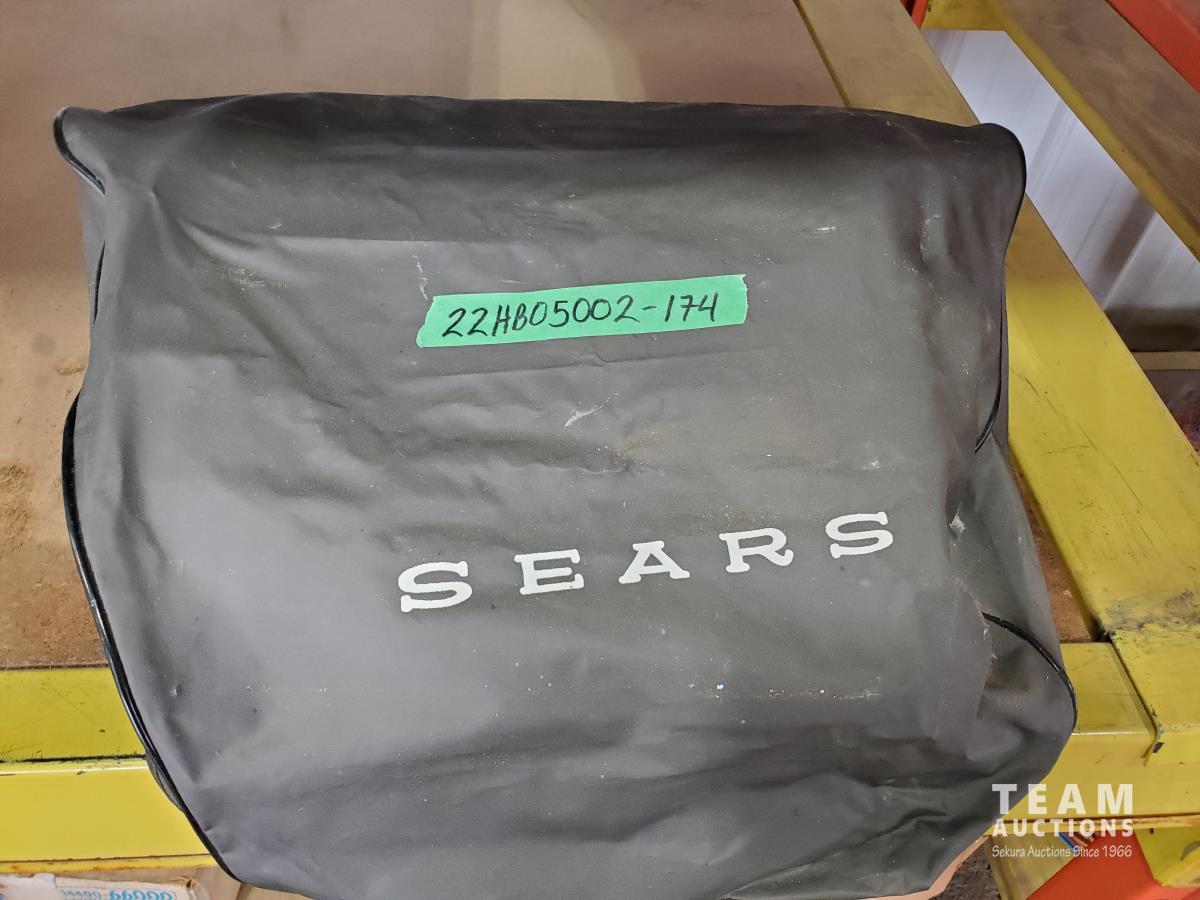 22HB05002-174
SEARS
TEAM
AUCTIONS
Sekura Auctions Since 1966